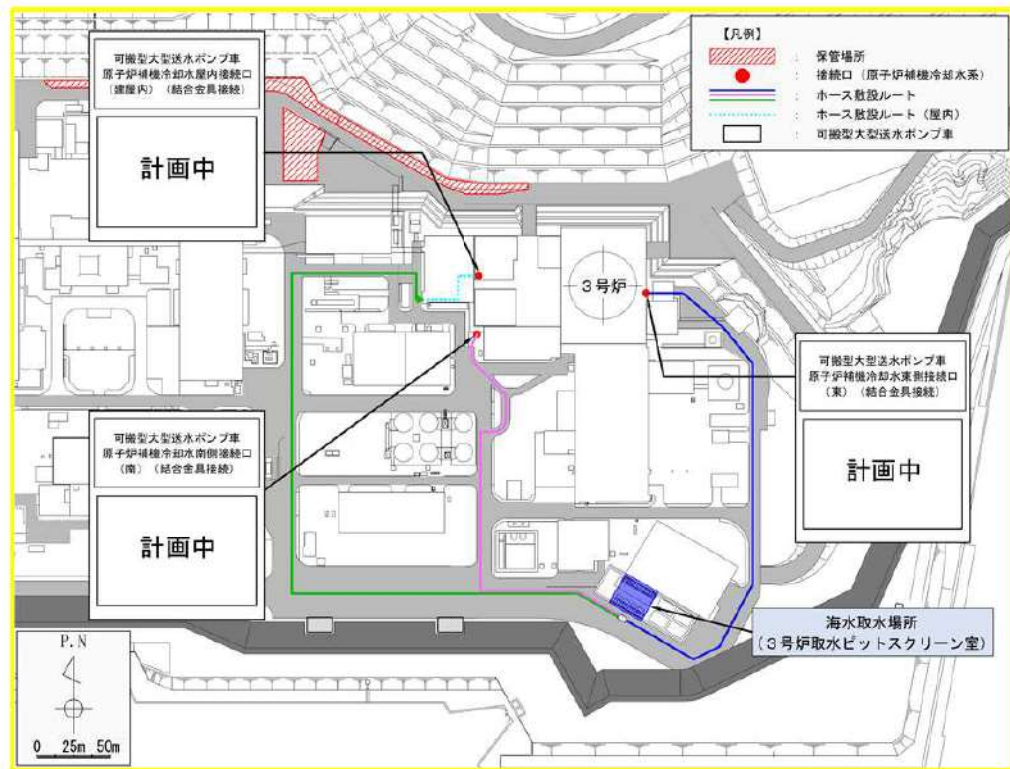 可搬型大型送水ポンプ車
原子炉補機冷却水屋内接続口
(建屋内) (結合金具接続)
計画中
【凡例】
: 保管場所
: 接続口(原子炉補機冷却水系)
: ホース敷設ルート
: ホース敷設ルート(屋内)
: 可搬型大型送水ポンプ車
3号炉
可搬型大型送水ポンプ車
原子炉補機冷却水東側接続口
(東) (結合金具接続)
計画中
可搬型大型送水ポンプ車
原子炉補機冷却水南側接続口
(南) (結合金具接続)
計画中
海水取水場所
(3号炉取水ピットスクリーン室)
P.N
0 25m 50m